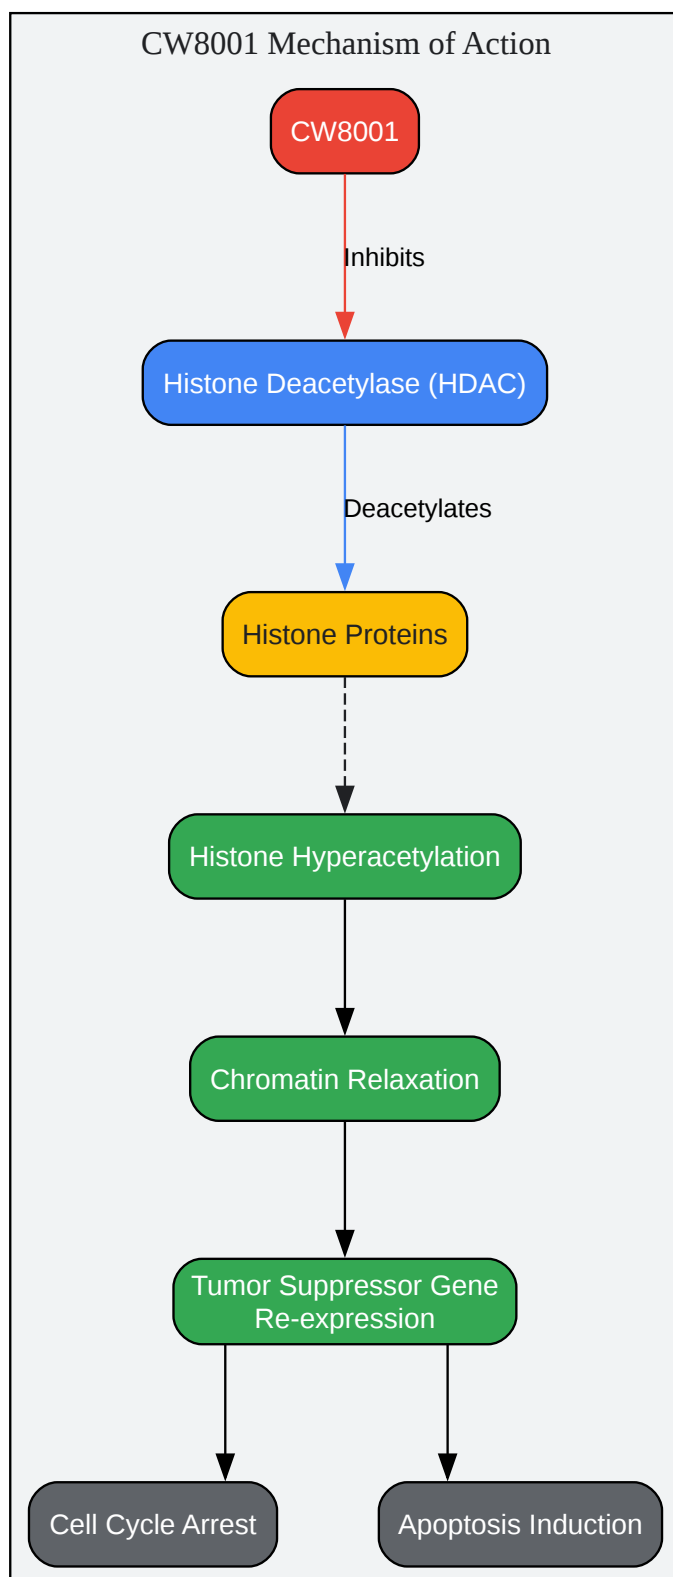 CW8001 Mechanism of Action
CW8001
Inhibits
Histone Deacetylase (HDAC)
Deacetylates
Histone Proteins
Histone Hyperacetylation
Chromatin Relaxation
Tumor Suppressor Gene
Re-expression
Cell Cycle Arrest
Apoptosis Induction